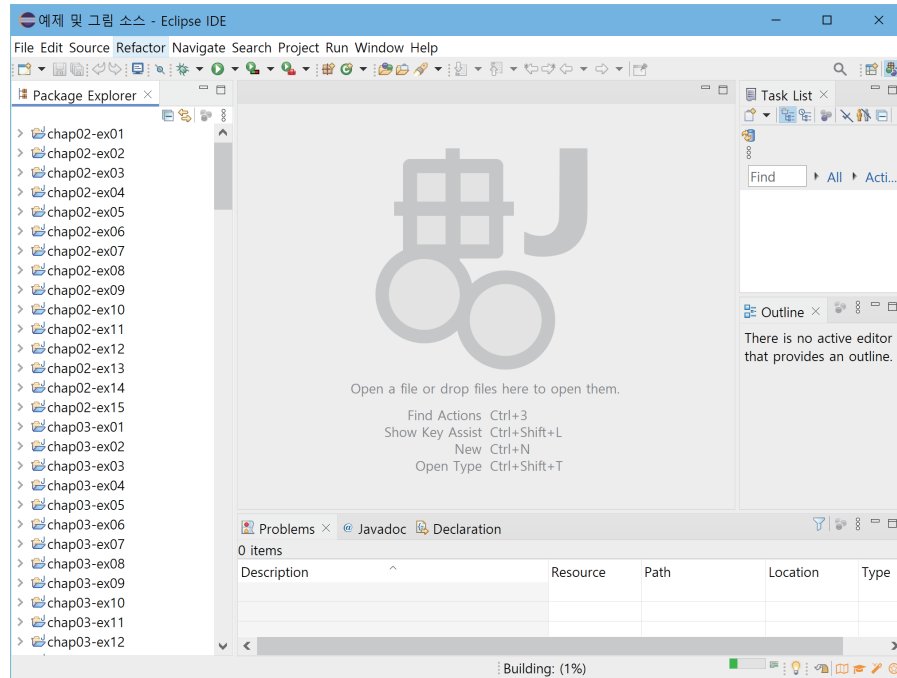 예제 및 그림 소스 - Eclipse IDE
File Edit Source Refactor Navigate Search Project Run Window Help
Package Explorer
chap02-ex01
chap02-ex02
chap02-ex03
chap02-ex04
chap02-ex05
chap02-ex06
chap02-ex07
chap02-ex08
chap02-ex09
chap02-ex10
chap02-ex11
chap02-ex12
chap02-ex13
chap02-ex14
chap02-ex15
chap03-ex01
chap03-ex02
chap03-ex03
chap03-ex04
chap03-ex05
chap03-ex06
chap03-ex07
chap03-ex08
chap03-ex09
chap03-ex10
chap03-ex11
chap03-ex12
J
Open a file or drop files here to open them.
Find Actions Ctrl+3
Show Key Assist Ctrl+Shift+L
New Ctrl+N
Open Type Ctrl+Shift+T
Task List
Find All Acti...
Outline
There is no active editor
that provides an outline.
Problems @ Javadoc Declaration
0 items
Description Resource Path Location Type
Building: (1%)